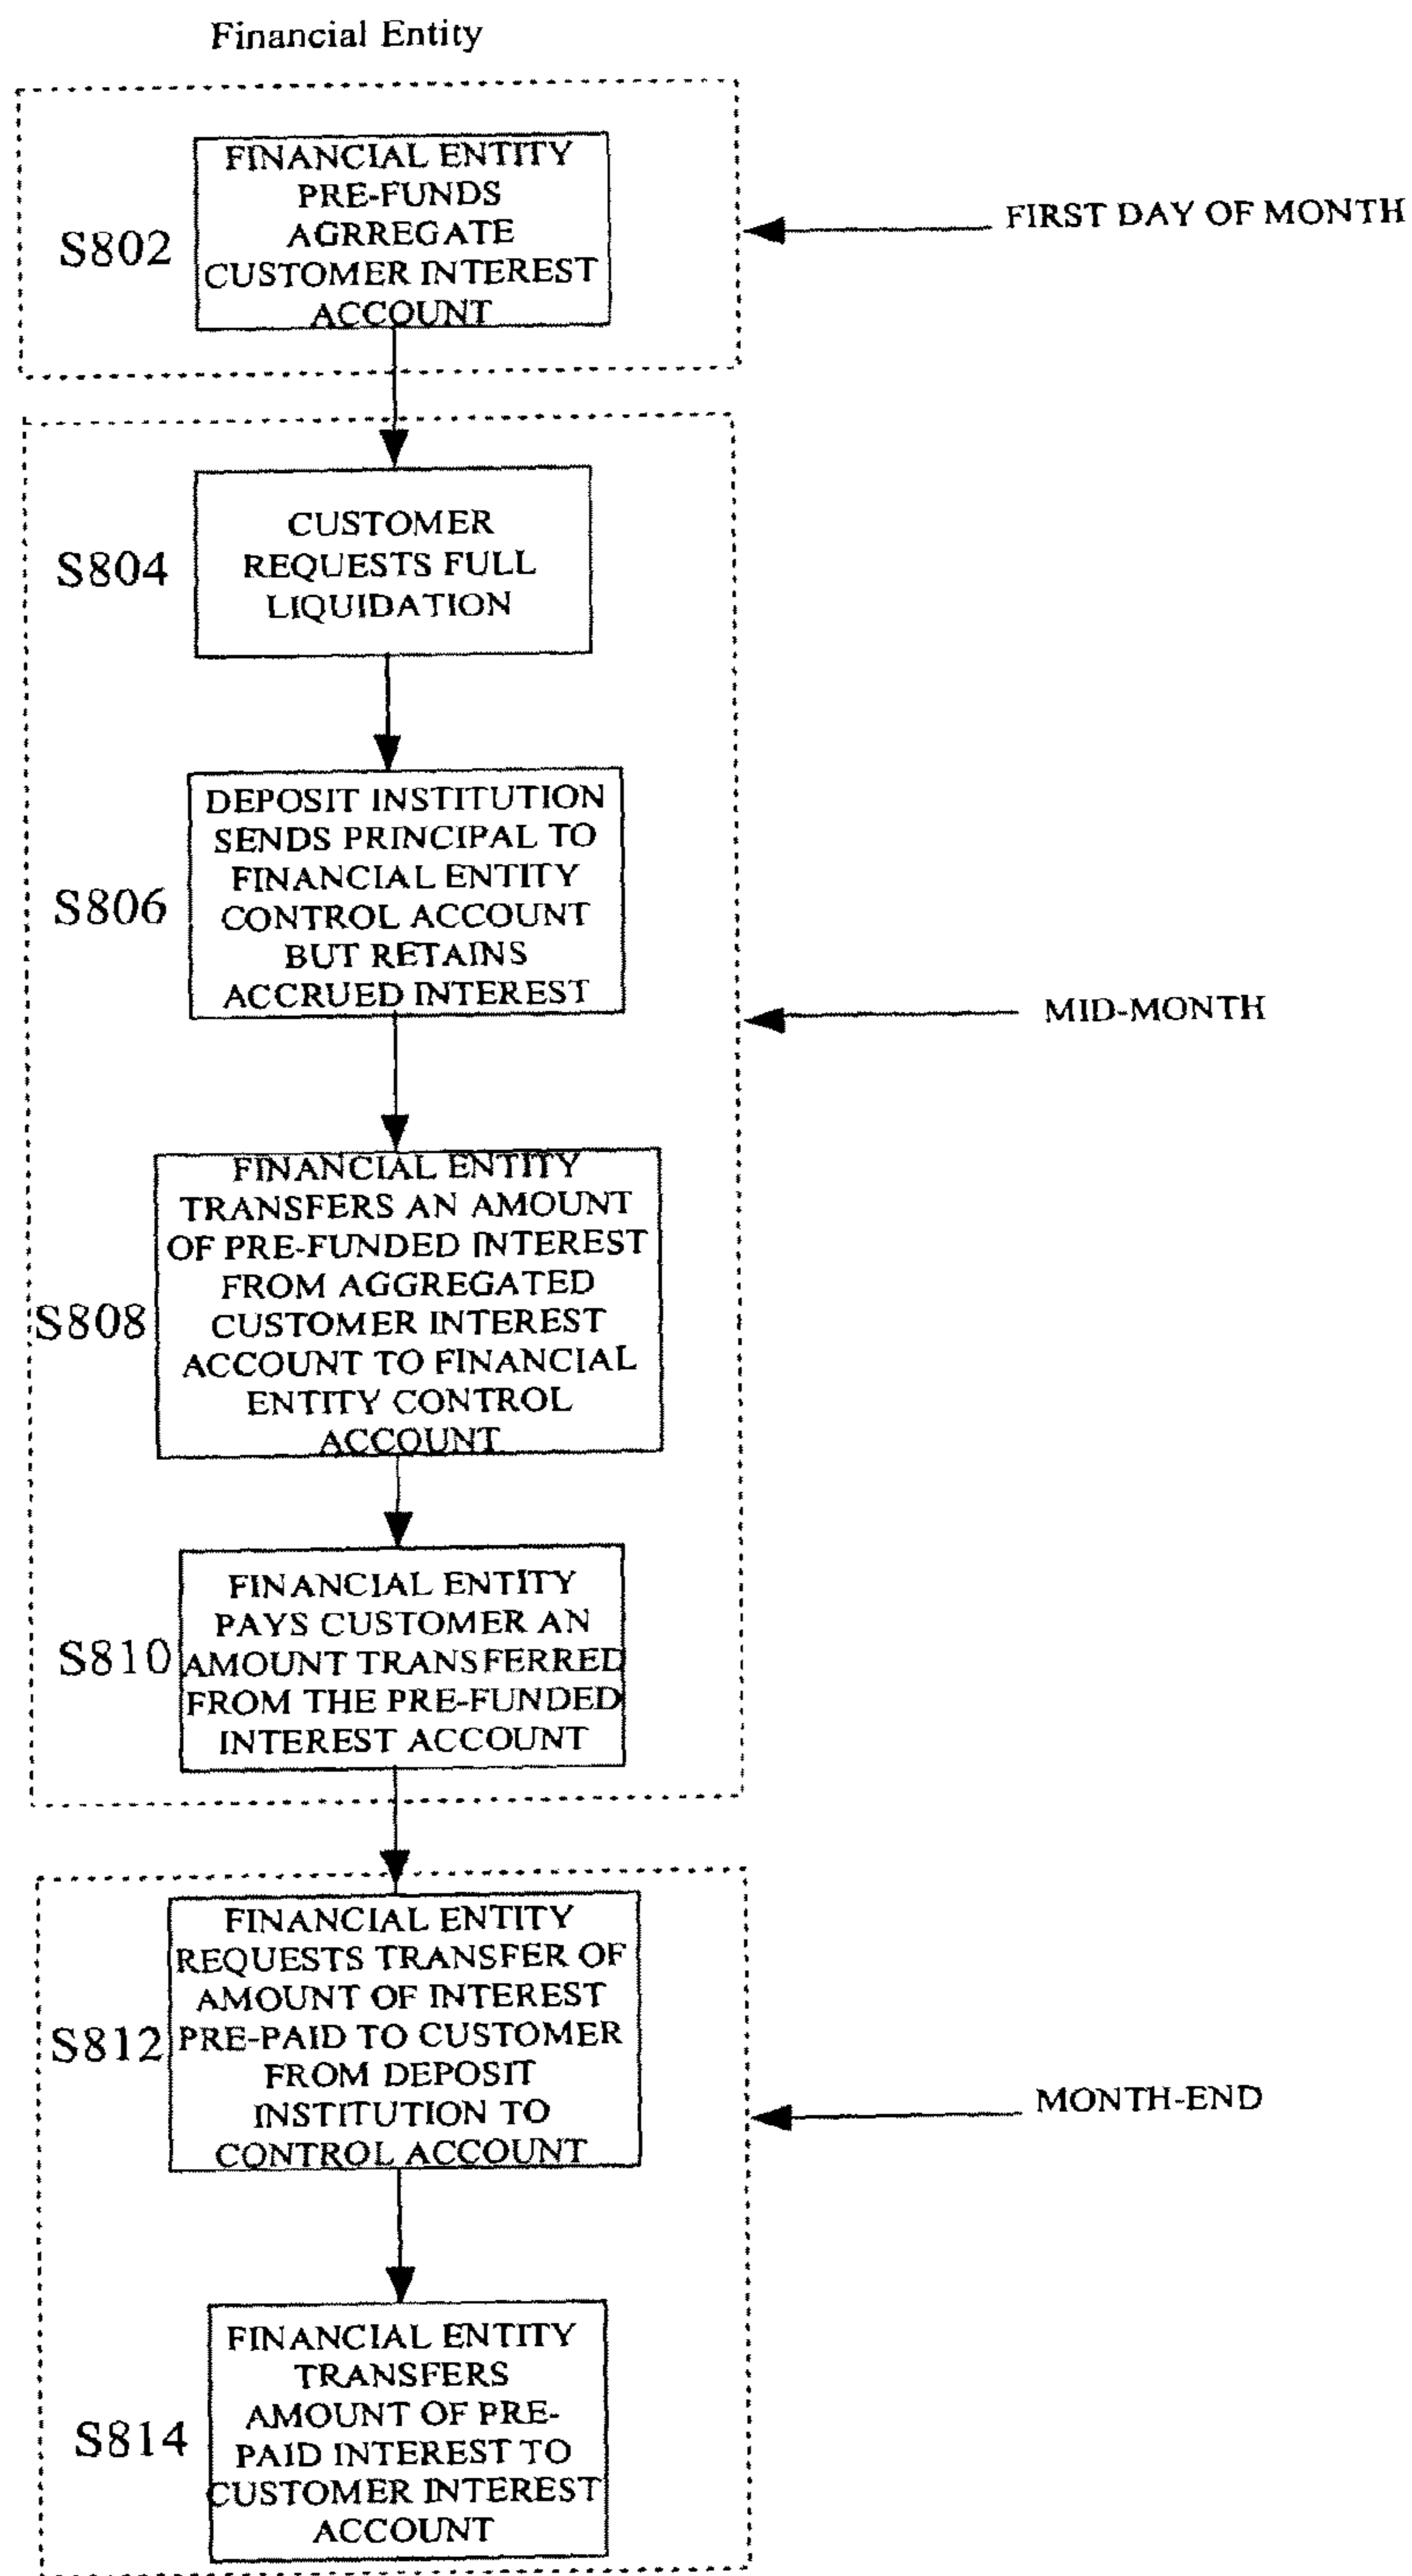 Financial Entity
FINANCIAL ENTITY
PRE-FUNDS
AGRREGATE
CUSTOMER INTEREST
ACCOUNT
S802
FIRST DAY OF MONTH
CUSTOMER
REQUESTS FULL
LIQUIDATION
S804
DEPOSIT INSTITUTION
SENDS PRINCIPAL TO
FINANCIAL ENTITY
CONTROL ACCOUNT
BUT RETAINS
ACCRUED INTEREST
S806
MID-MONTH
FINANCIAL ENTITY
TRANSFERS AN AMOUNT
OF PRE-FUNDED INTEREST
FROM AGGREGATED
CUSTOMER INTEREST
ACCOUNT TO FINANCIAL
ENTITY CONTROL
ACCOUNT
S808
FINANCIAL ENTITY
PAYS CUSTOMER AN
AMOUNT TRANSFERRED
FROM THE PRE-FUNDED
INTEREST ACCOUNT
S810
FINANCIAL ENTITY
REQUESTS TRANSFER OF
AMOUNT OF INTEREST
PRE-PAID TO CUSTOMER
FROM DEPOSIT
INSTITUTION TO
CONTROL ACCOUNT
S812
MONTH-END
FINANCIAL ENTITY
TRANSFERS
AMOUNT OF PRE-
PAID INTEREST TO
CUSTOMER INTEREST
ACCOUNT
S814